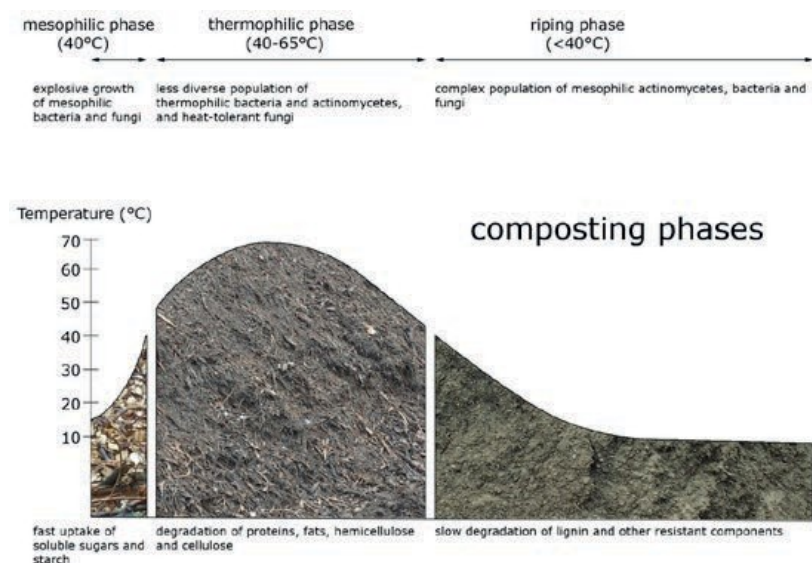 mesophilic phase
(40°C)
thermophilic phase
(40-65°C)
riping phase
(<40°C)
explosive growth
of mesophilic
bacteria and fungi
less diverse population of
thermophilic bacteria and actinomycetes,
and heat-tolerant fungi
complex population of mesophilic actinomycetes, bacteria and
fungi
Temperature (°C)
composting phases
70
60
50
40
30
20
10
fast uptake of
soluble sugars and
starch
degradation of proteins, fats, hemicellulose
and cellulose
slow degradation of lignin and other resistant components